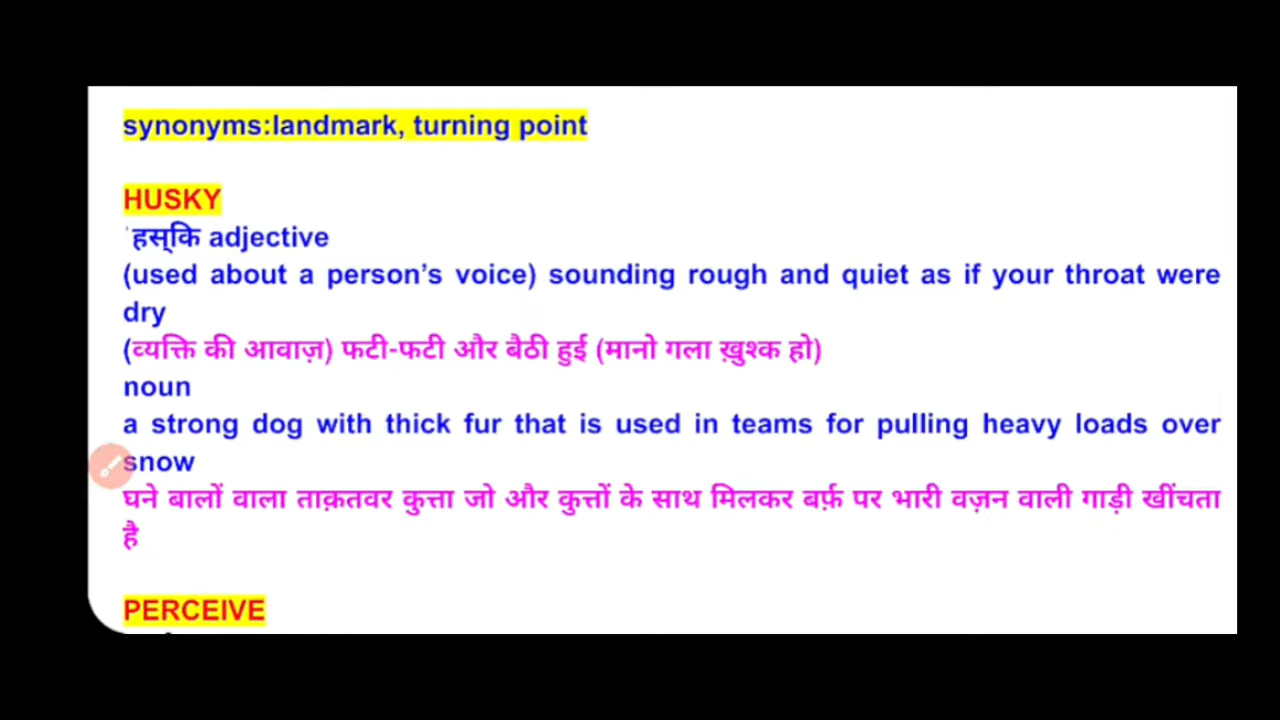 synonyms:landmark, turning point
HUSKY
ˈहस्कि adjective
(used about a person’s voice) sounding rough and quiet as if your throat were
dry
(व्यक्ति की आवाज़) फटी-फटी और बैठी हुई (मानो गला ख़ुश्क हो)
noun
a strong dog with thick fur that is used in teams for pulling heavy loads over
snow
घने बालों वाला ताक़तवर कुत्ता जो और कुत्तों के साथ मिलकर बर्फ़ पर भारी वज़न वाली गाड़ी खींचता
है
PERCEIVE